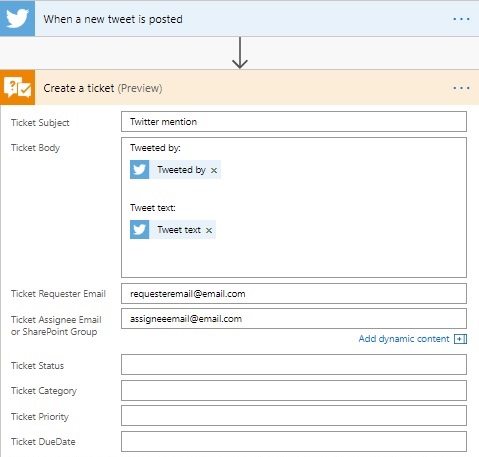 When a new tweet is posted
Create a ticket (Preview)
Ticket Subject
Twitter mention
Ticket Body
Tweeted by:
Tweeted by ×
Tweet text:
Tweet text ×
Ticket Requester Email
requesteremail@email.com
Ticket Assignee Email
or SharePoint Group
assigneeemail@email.com
Add dynamic content
Ticket Status
Ticket Category
Ticket Priority
Ticket DueDate